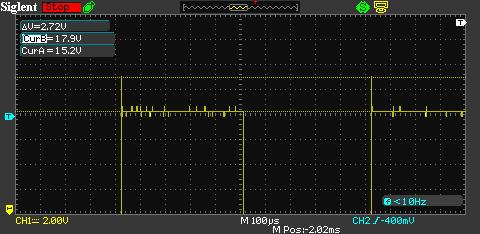 Siglent Stop
ΔV=2.72V
CurB=17.9V
CurA=15.2V
<10Hz
CH1 2.00V M 100µs CH2 -400mV
M Pos:-2.02ms